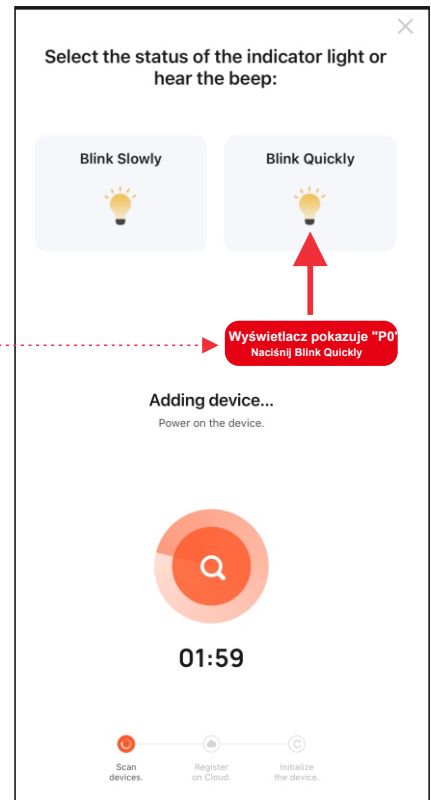 Select the status of the indicator light or
hear the beep:
Blink Slowly
Blink Quickly
Wyświetlacz pokazuje "P0"
Naciśnij Blink Quickly
Adding device...
Power on the device.
01:59
Scan
devices.
Register
on Cloud.
Initialize
the device.